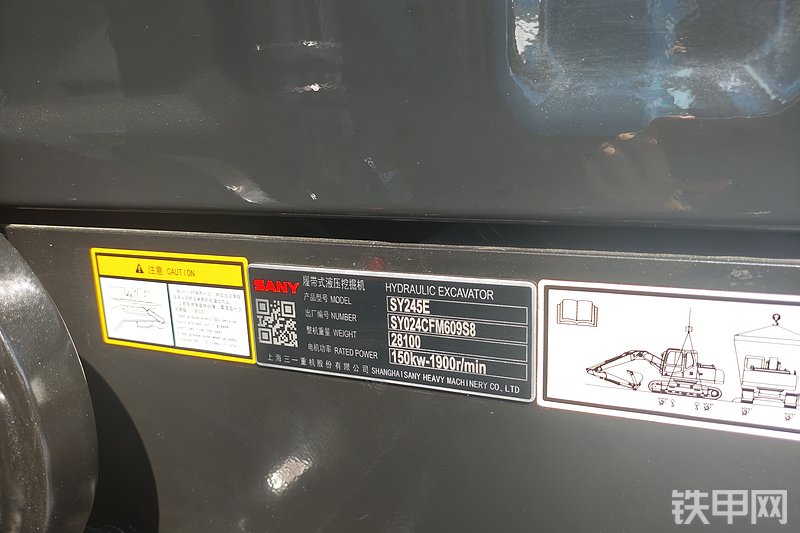 注意 CAUTION
SANY 履带式液压挖掘机 HYDRAULIC EXCAVATOR
产品型号 MODEL SY245E
出厂编号 NUMBER SY024CFM609S8
整机重量 WEIGHT 28100
电机功率 RATED POWER 150kw-1900r/min
上海三一重机股份有限公司 SHANGHAISANY HEAVY MACHINERY CO., LTD
铁甲网